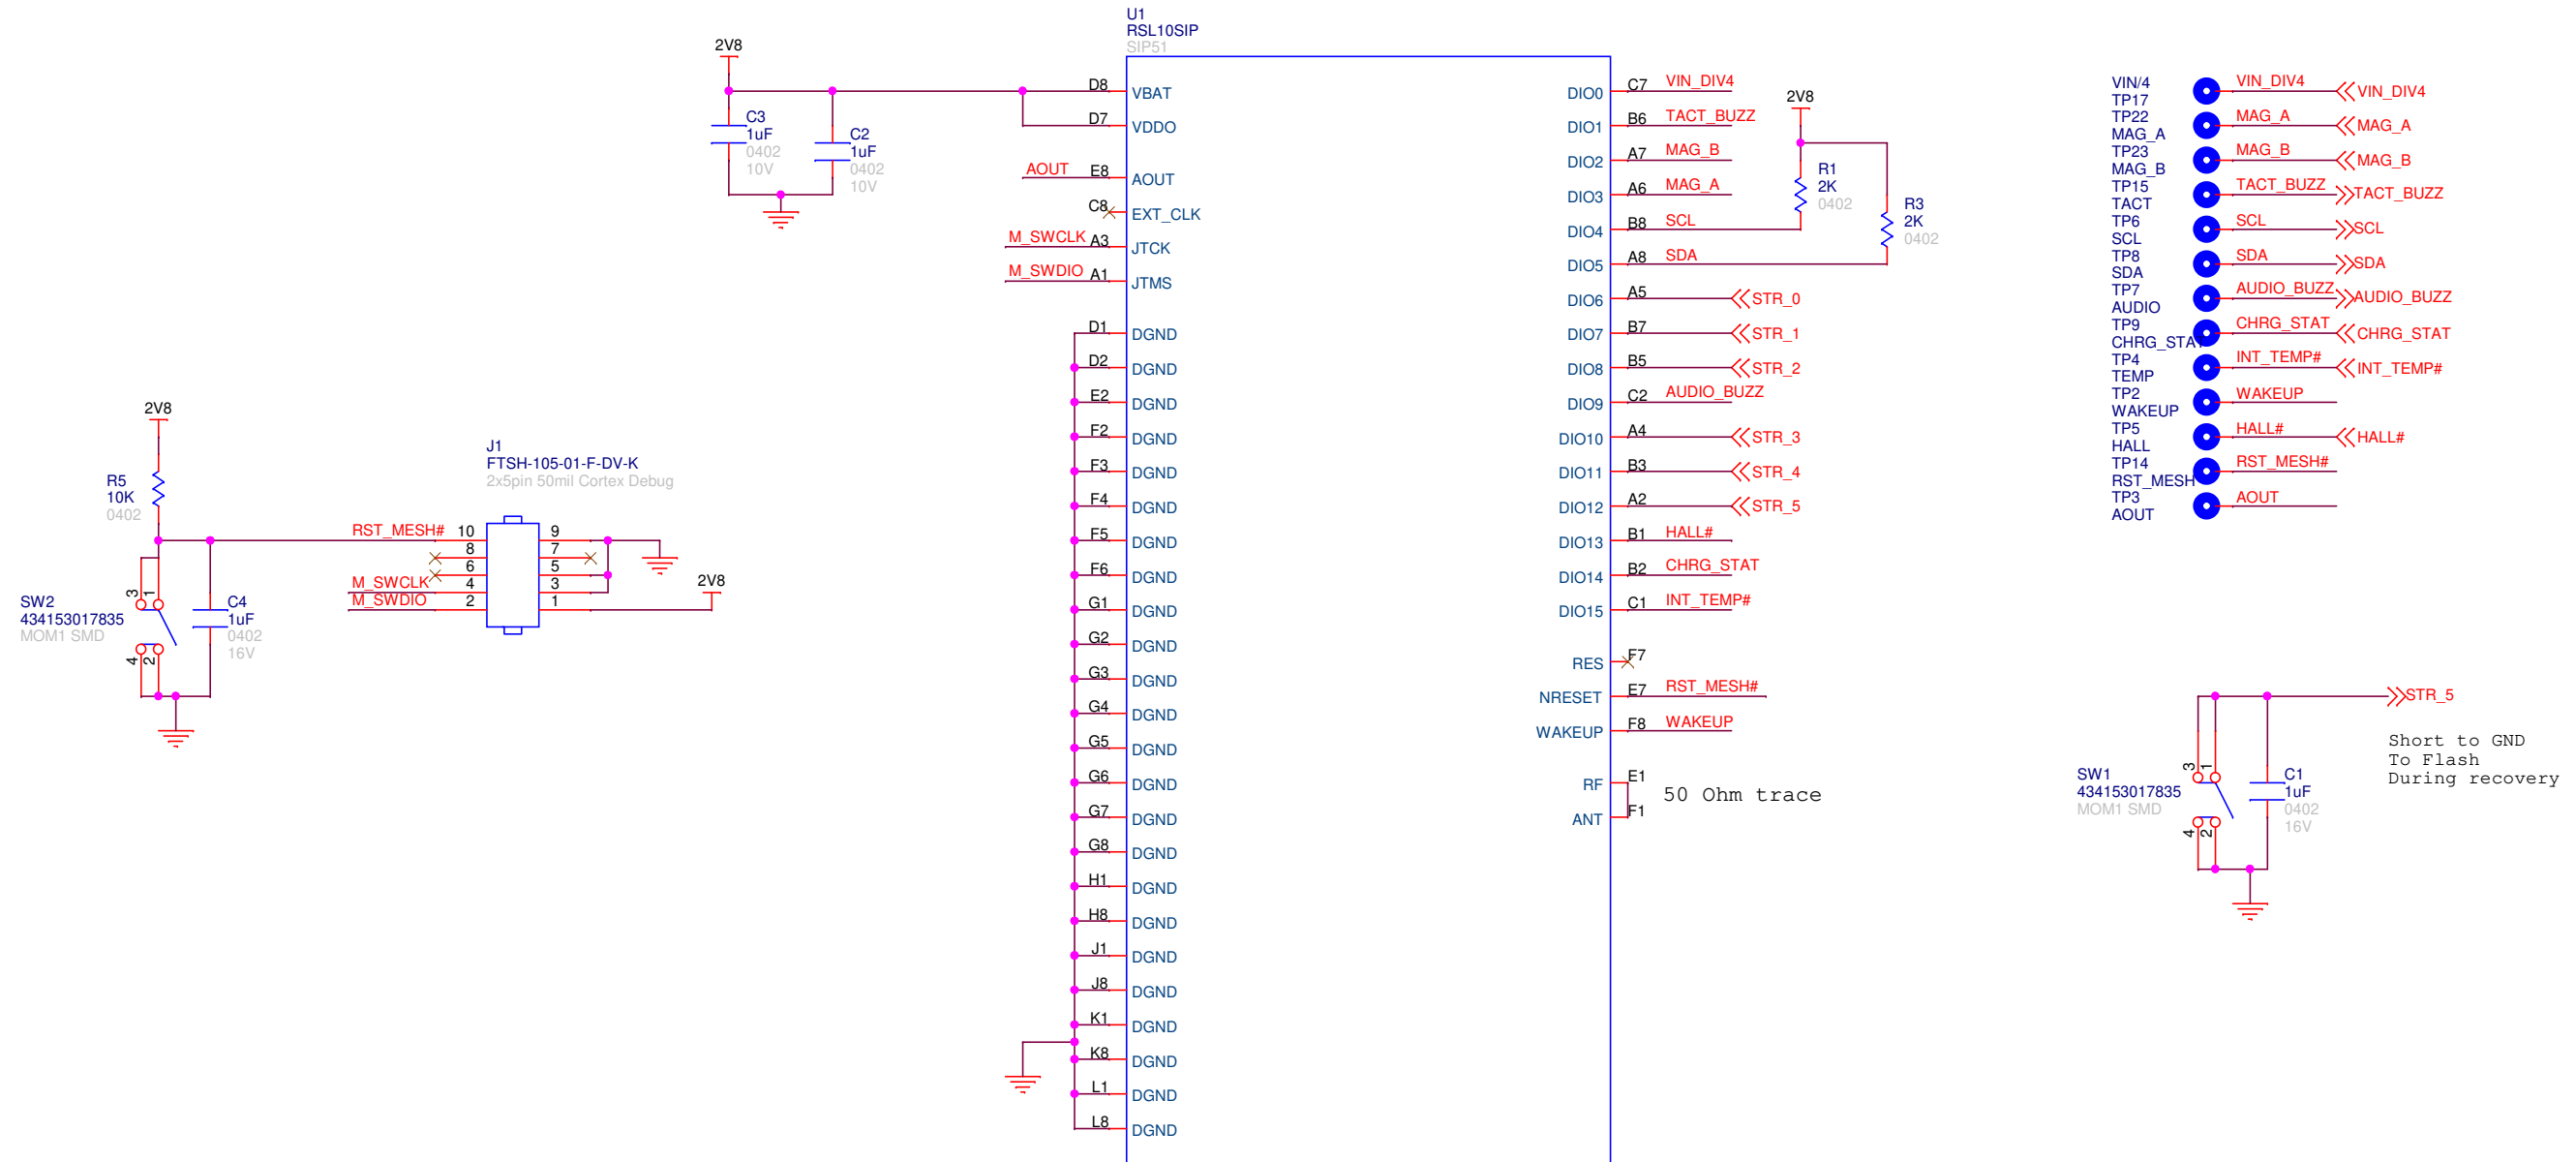 U1
RSL10SIP
SIP51
2V8
D8 VBAT
D7 VDDO
C3
1uF
0402
10V
C2
1uF
0402
10V
AOUT E8 AOUT
C8 EXT_CLK
M_SWCLK A3 JTCK
M_SWDIO A1 JTMS
D1 DGND
D2 DGND
E2 DGND
F2 DGND
F3 DGND
F4 DGND
F5 DGND
F6 DGND
G1 DGND
G2 DGND
G3 DGND
G4 DGND
G5 DGND
G6 DGND
G7 DGND
G8 DGND
H1 DGND
H8 DGND
J1 DGND
J8 DGND
K1 DGND
K8 DGND
L1 DGND
L8 DGND
DIO0 C7 VIN_DIV4
DIO1 B6 TACT_BUZZ
DIO2 A7 MAG_B
DIO3 A6 MAG_A
DIO4 B8 SCL
DIO5 A8 SDA
DIO6 A5 STR_0
DIO7 B7 STR_1
DIO8 B5 STR_2
DIO9 C2 AUDIO_BUZZ
DIO10 A4 STR_3
DIO11 B3 STR_4
DIO12 A2 STR_5
DIO13 B1 HALL#
DIO14 B2 CHRG_STAT
DIO15 C1 INT_TEMP#
RES F7
NRESET E7 RST_MESH#
WAKEUP F8 WAKEUP
RF E1
ANT F1
50 Ohm trace
2V8
R1
2K
0402
R3
2K
0402
2V8
R5
10K
0402
SW2
434153017835
MOM1 SMD
3 1
4 2
C4
1uF
0402
16V
J1
FTSH-105-01-F-DV-K
2x5pin 50mil Cortex Debug
RST_MESH# 10 9
8 7
6 5
M_SWCLK 4 3
M_SWDIO 2 1
2V8
VIN/4
TP17
VIN_DIV4 VIN_DIV4
TP22
MAG_A
MAG_A MAG_A
TP23
MAG_B
MAG_B MAG_B
TP15
TACT
TACT_BUZZ TACT_BUZZ
TP6
SCL
SCL SCL
TP8
SDA
SDA SDA
TP7
AUDIO
AUDIO_BUZZ AUDIO_BUZZ
TP9
CHRG_STAT
CHRG_STAT CHRG_STAT
TP4
TEMP
INT_TEMP# INT_TEMP#
TP2
WAKEUP
WAKEUP
TP5
HALL
HALL# HALL#
TP14
RST_MESH
RST_MESH#
TP3
AOUT
AOUT
STR_5
Short to GND
To Flash
During recovery
SW1
434153017835
MOM1 SMD
3 1
4 2
C1
1uF
0402
16V